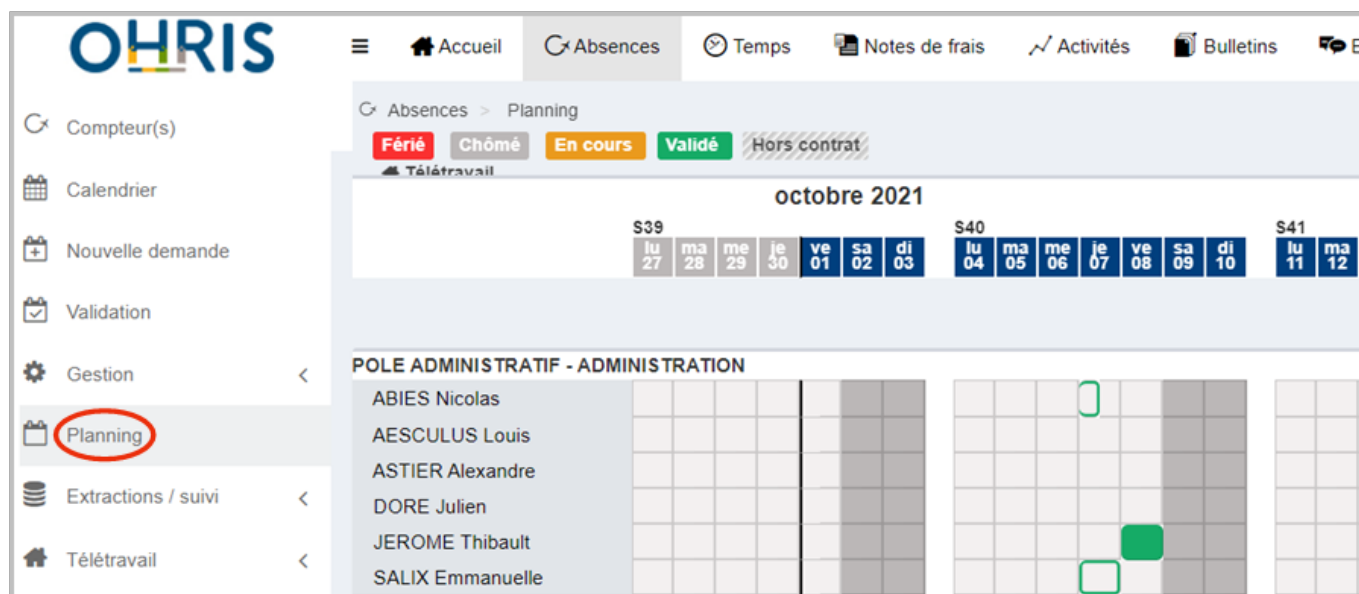 OHRIS
Accueil Absences Temps Notes de frais Activités Bulletins E
Absences > Planning
Férié Chômé En cours Validé Hors contrat
Télétravail
Compteur(s)
Calendrier
Nouvelle demande
Validation
Gestion
Planning
Extractions / suivi
Télétravail
octobre 2021
S39 S40 S41
lu ma me je ve sa di lu ma me je ve sa di lu ma
27 28 29 30 01 02 03 04 05 06 07 08 09 10 11 12
POLE ADMINISTRATIF - ADMINISTRATION
ABIES Nicolas
AESCULUS Louis
ASTIER Alexandre
DORE Julien
JEROME Thibault
SALIX Emmanuelle